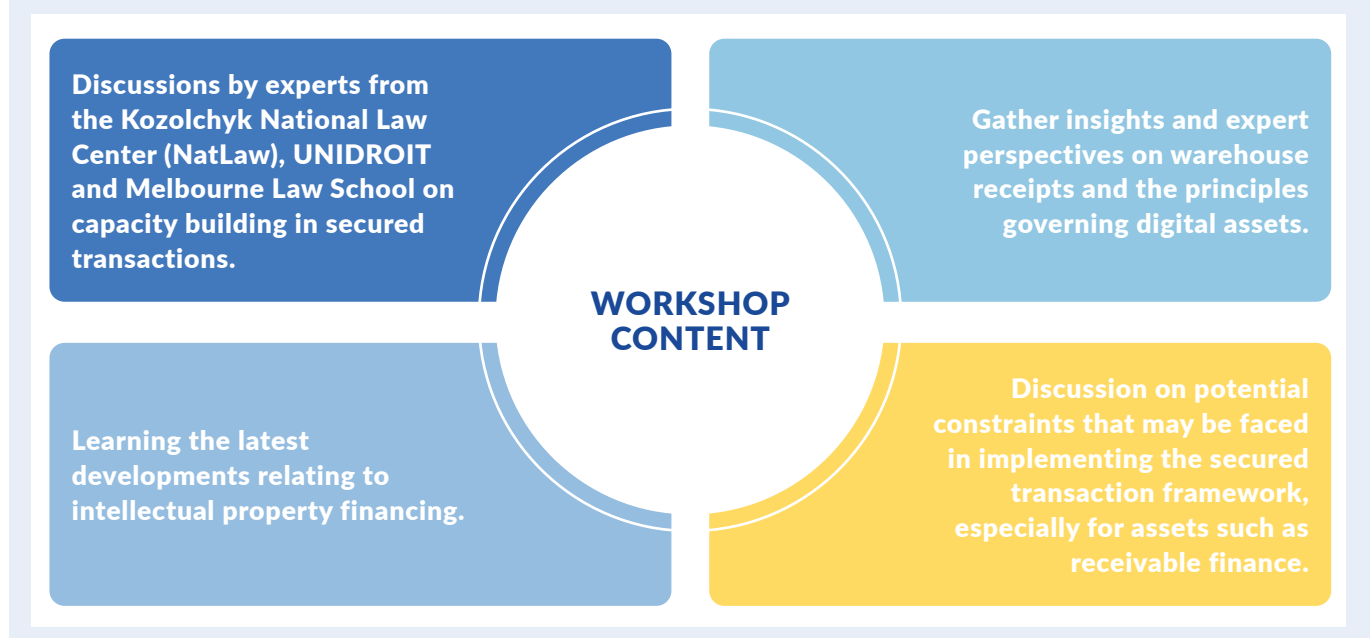 Discussions by experts from
the Kozolchyk National Law
Center (NatLaw), UNIDROIT
and Melbourne Law School on
capacity building in secured
transactions.
Gather insights and expert
perspectives on warehouse
receipts and the principles
governing digital assets.
WORKSHOP
CONTENT
Learning the latest
developments relating to
intellectual property financing.
Discussion on potential
constraints that may be faced
in implementing the secured
transaction framework,
especially for assets such as
receivable finance.